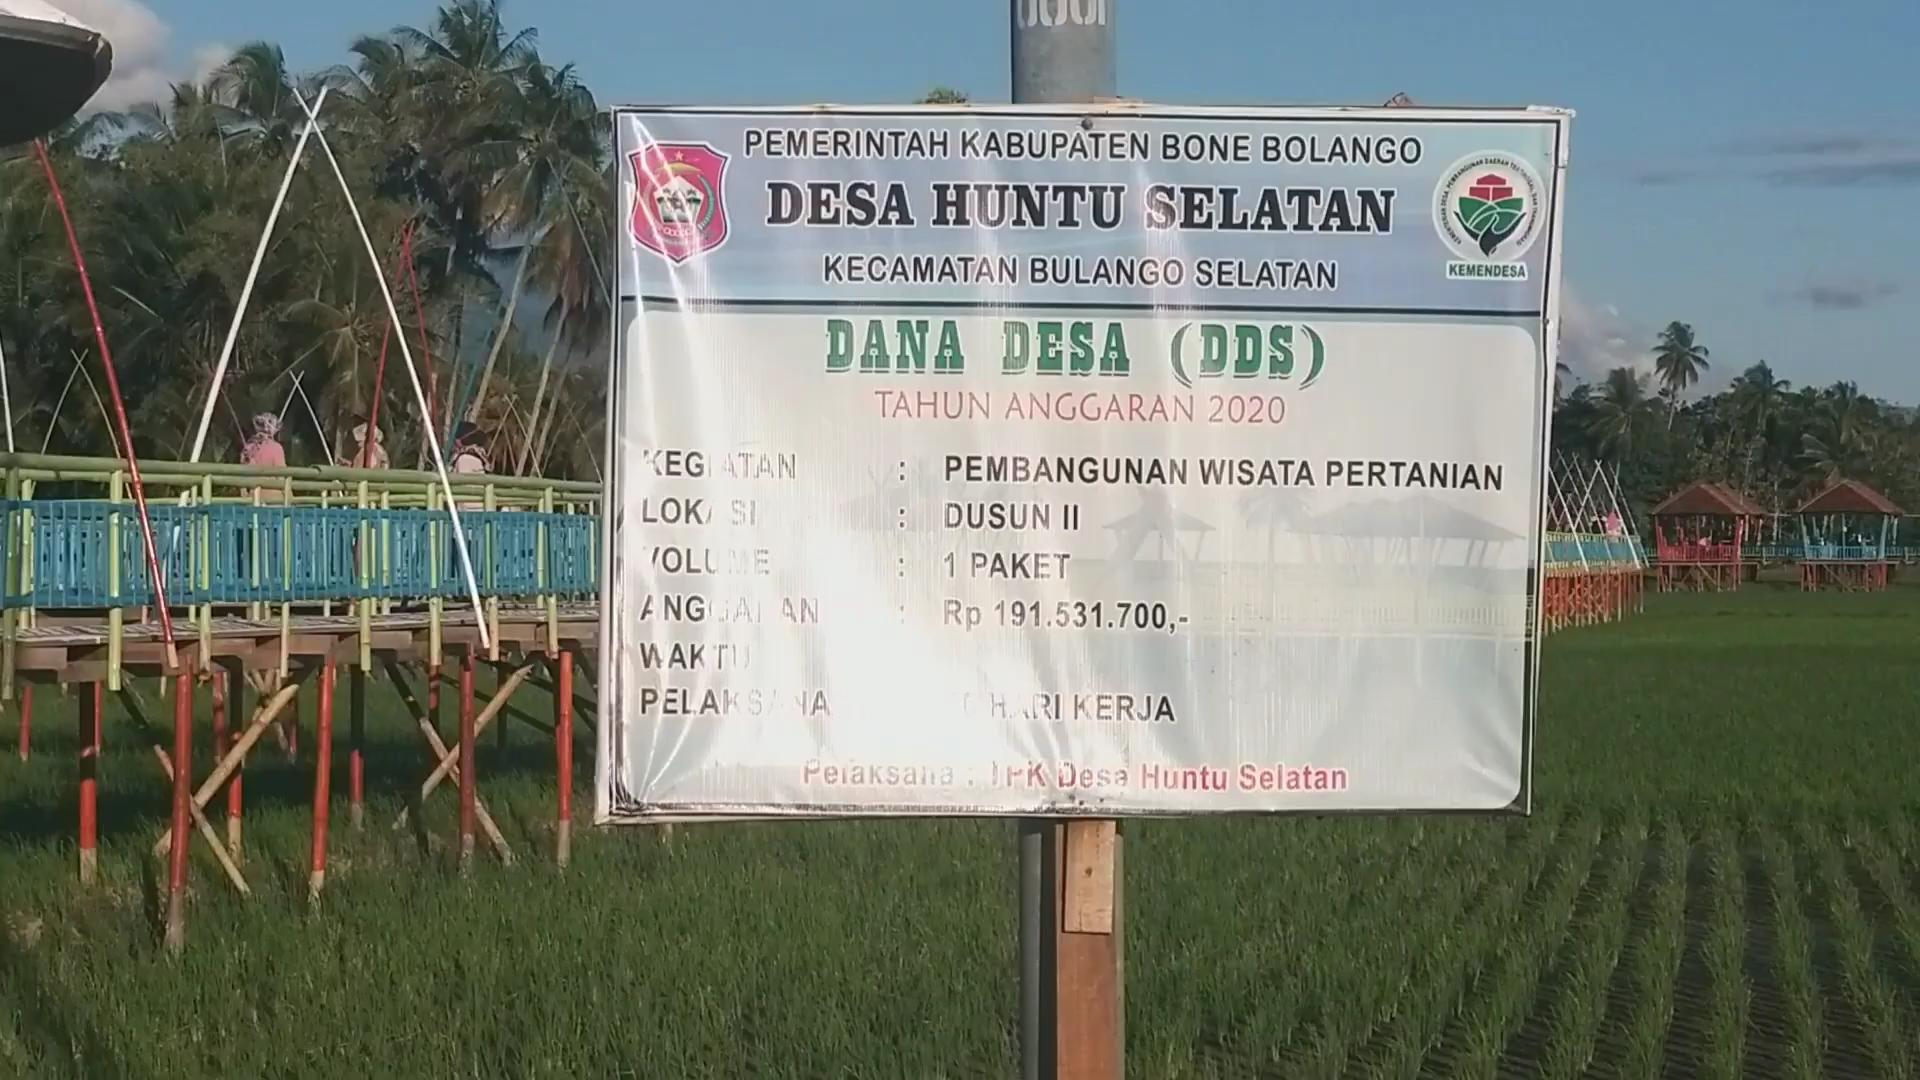 PEMERINTAH KABUPATEN BONE BOLANGO
DESA HUNTU SELATAN
KECAMATAN BULANGO SELATAN
KEMENDESA
DANA DESA (DDS)
TAHUN ANGGARAN 2020
KEGIATAN : PEMBANGUNAN WISATA PERTANIAN
LOKASI : DUSUN II
VOLUME : 1 PAKET
ANGGARAN : Rp 191.531.700,-
WAKTU
HARI KERJA
Pelaksana : TPK Desa Huntu Selatan